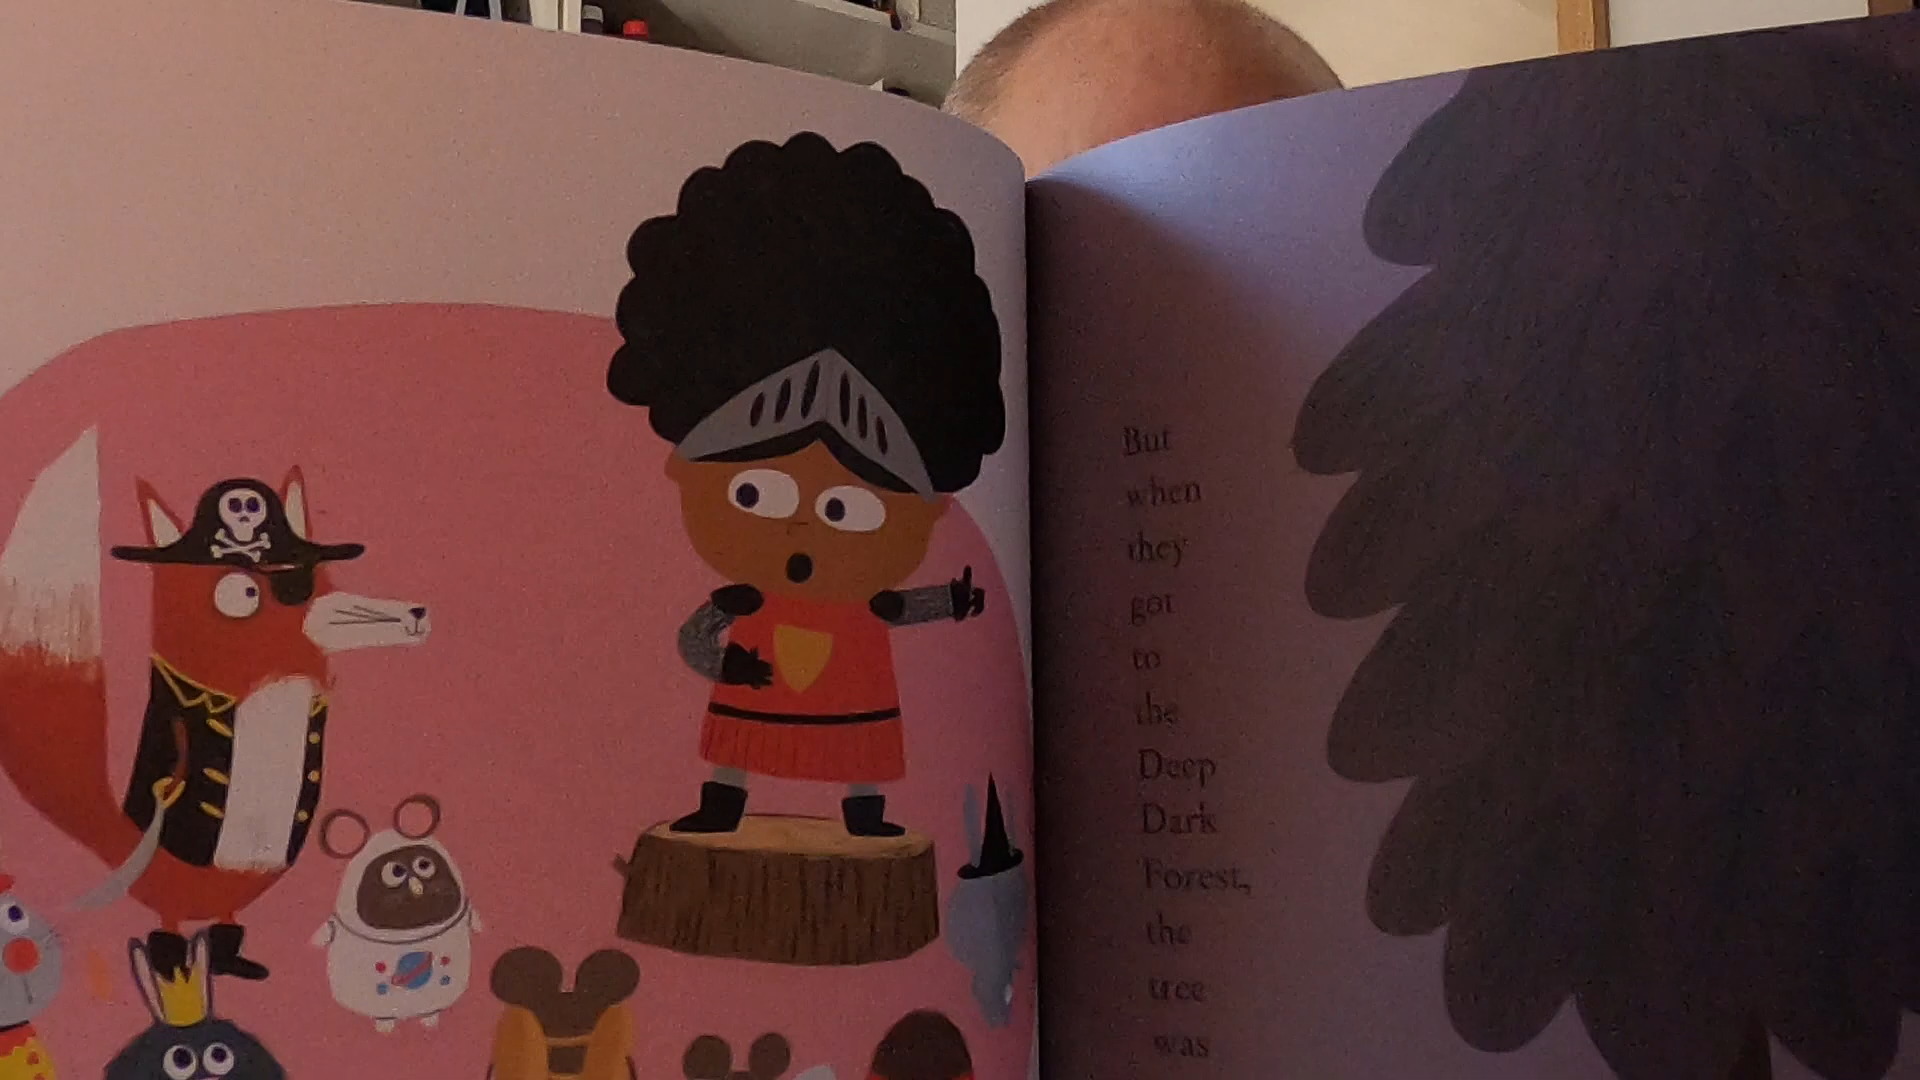 But
when
they
got
to
the
Deep
Dark
Forest,
the
tree
was